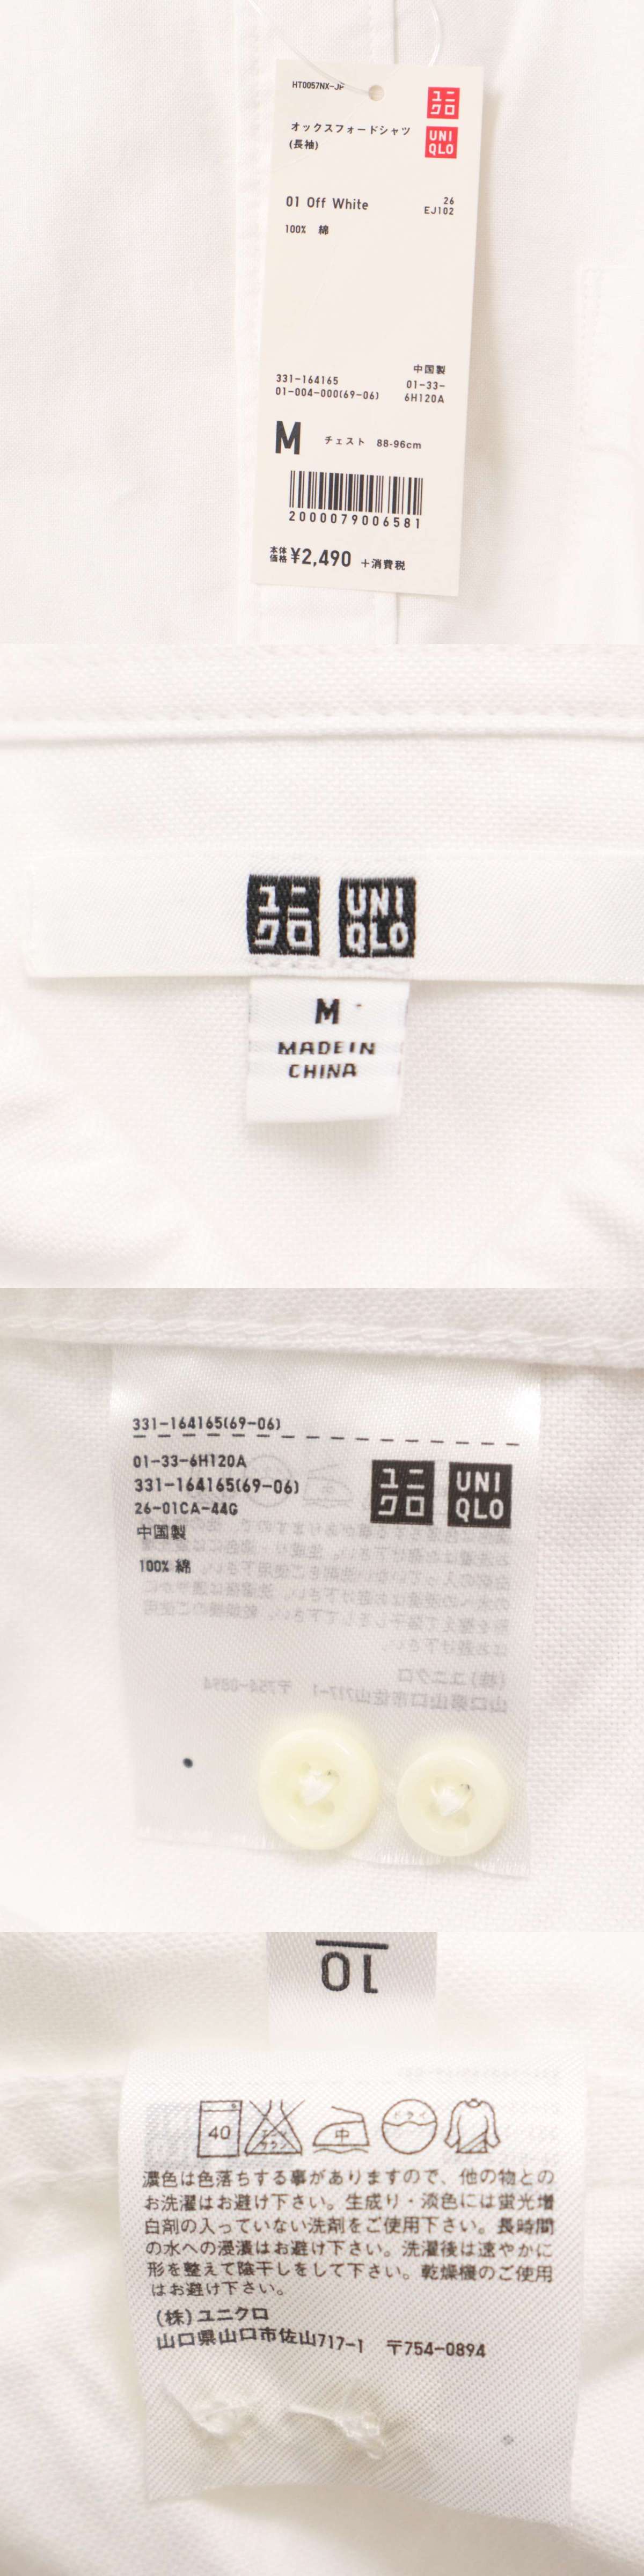 HT0057NX-JP
ユニ
クロ
オックスフォードシャツ
(長袖)
UNI
QLO
01 Off White
26
EJ102
100% 綿
中国製
331-164165
01-004-000(69-06)
01-33-
6H120A
M チェスト 88-96cm
2000079006581
本体
価格 ¥2,490 +消費税
ユニ
クロ
UNI
QLO
M
MADE IN
CHINA
331-164165(69-06)
01-33-6H120A
331-164165(69-06)
26-01CA-44G
中国製
100% 綿
ユニ
クロ
UNI
QLO
10
40
エンソ
サラシ
中
ドライ
濃色は色落ちする事がありますので、他の物との
お洗濯はお避け下さい。生成り・淡色には蛍光増
白剤の入っていない洗剤をご使用下さい。長時間
の水への浸漬はお避け下さい。洗濯後は速やかに
形を整えて陰干しをして下さい。乾燥機のご使用
はお避け下さい。
(株)ユニクロ
山口県山口市佐山717-1 〒754-0894